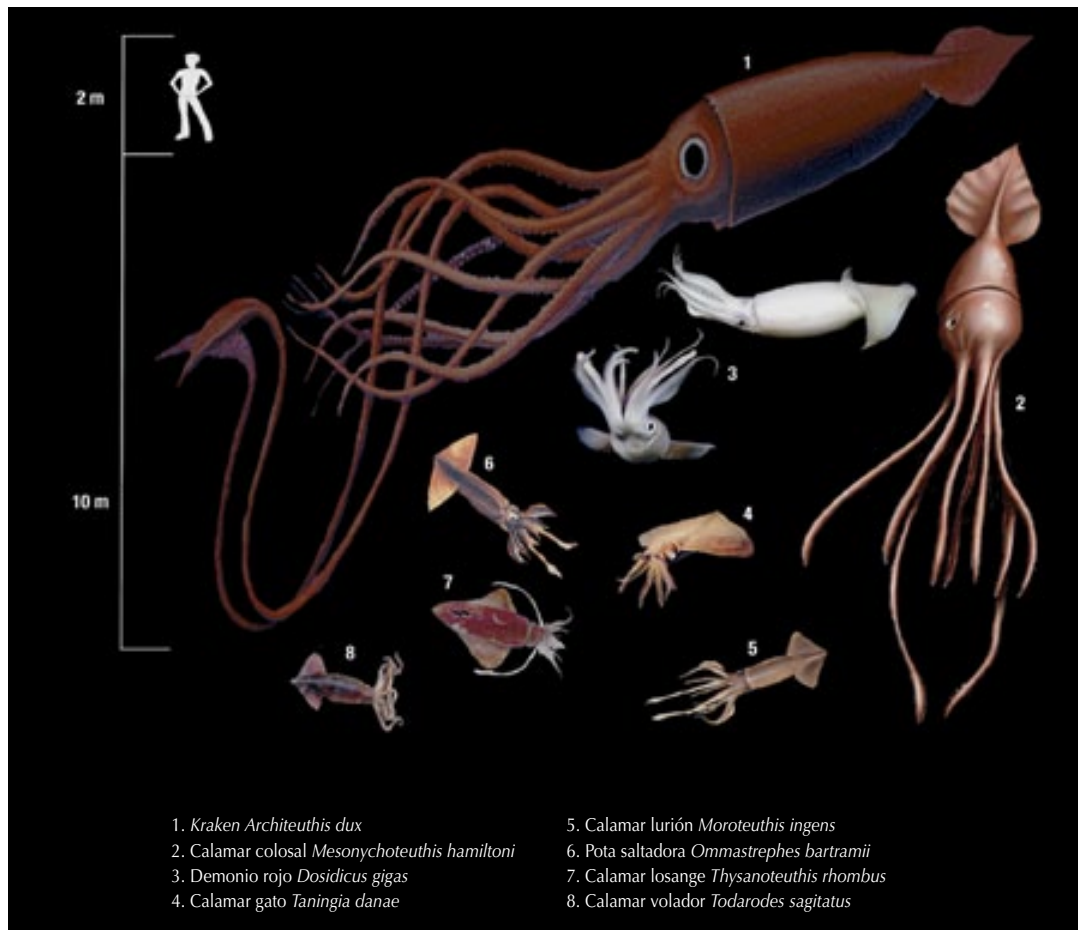 2 m
1
3
2
6
10 m
4
7
5
8
1. Kraken Architeuthis dux
2. Calamar colosal Mesonychoteuthis hamiltoni
3. Demonio rojo Dosidicus gigas
4. Calamar gato Taningia danae
5. Calamar lurión Moroteuthis ingens
6. Pota saltadora Ommastrephes bartramii
7. Calamar losange Thysanoteuthis rhombus
8. Calamar volador Todarodes sagitatus